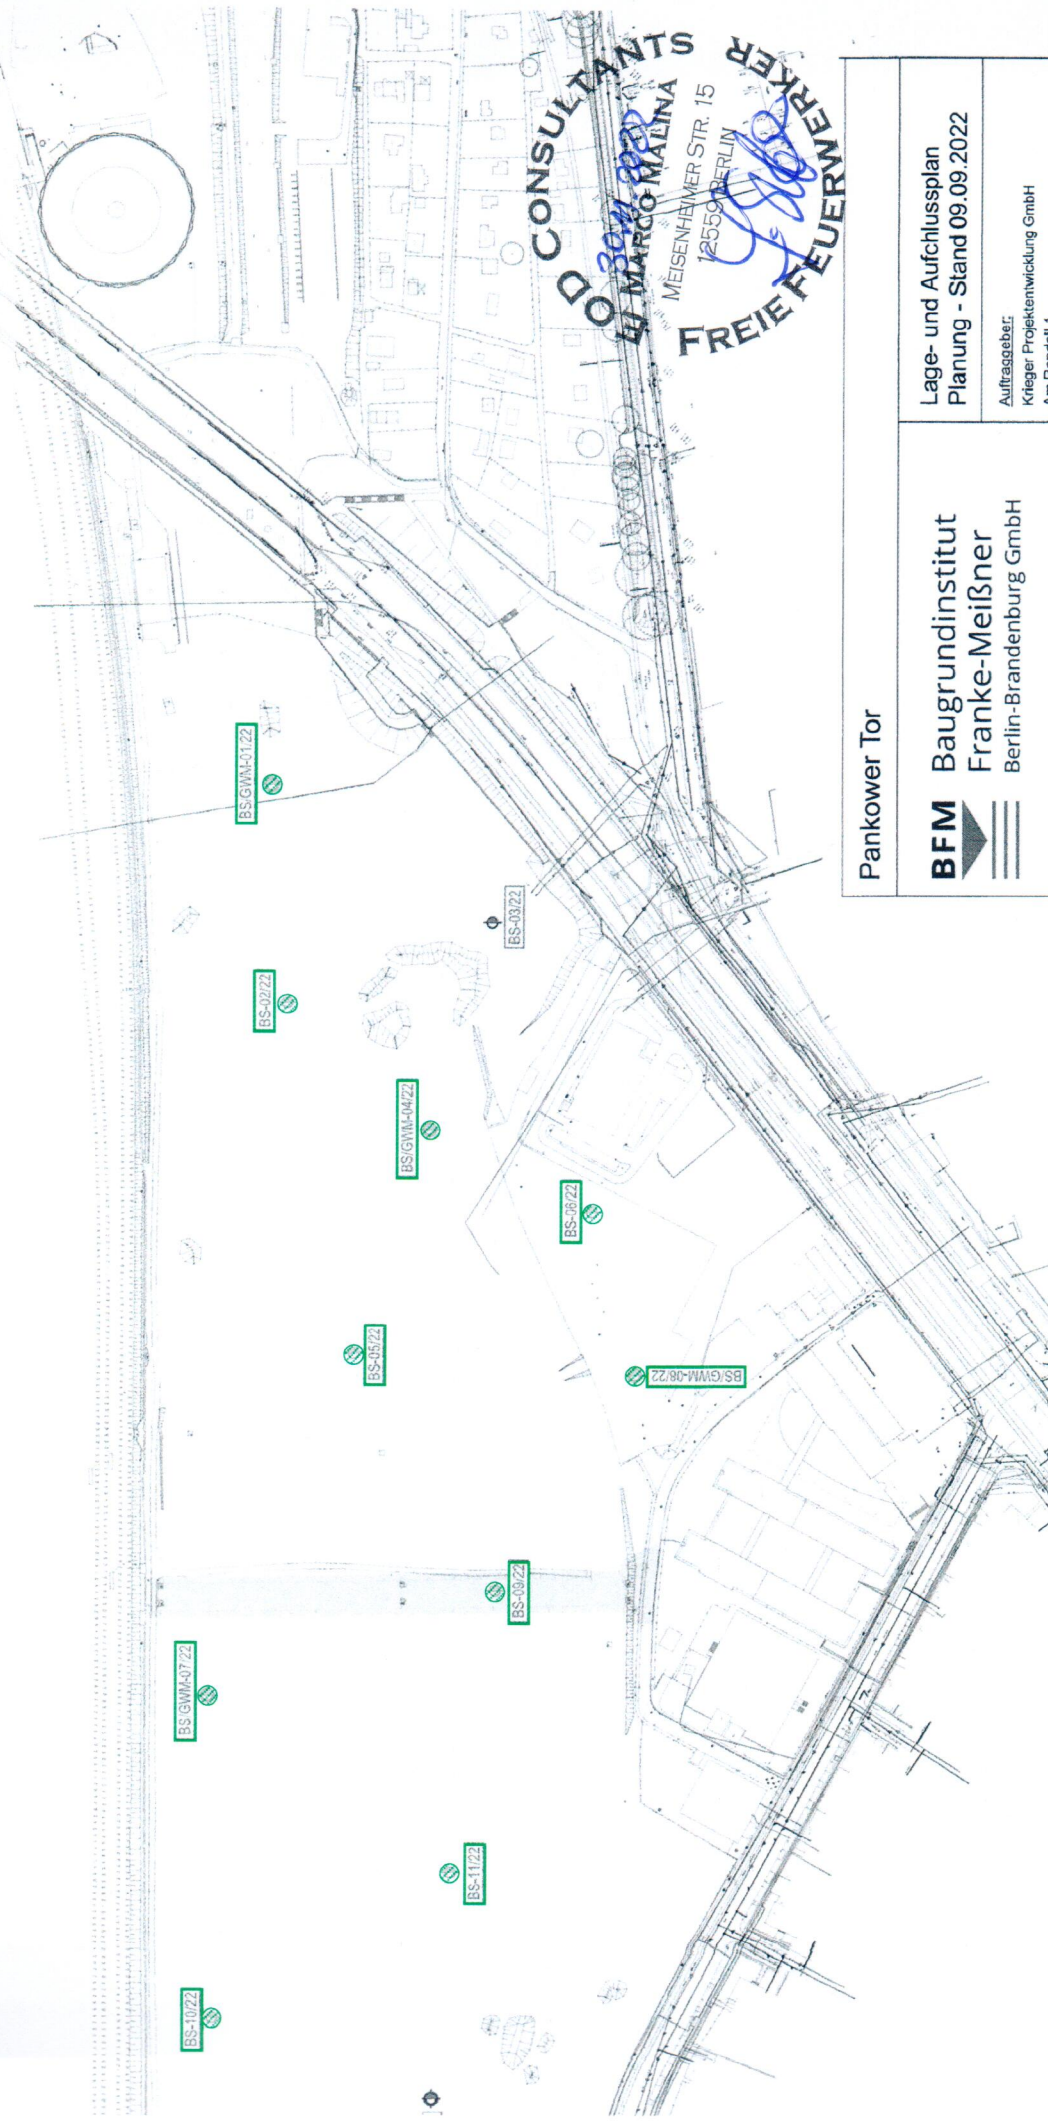 BS/GWM-01/22
BS-02/22
BS-03/22
BS/GWM-04/22
BS-05/22
BS-06/22
BS/GWM-07/22
BS/GWM-08/22
BS-09/22
BS-10/22
BS-11/22
EOD CONSULTANTS
MARCO MALINA
MEISENHEIMER STR. 15
12559 BERLIN
FREIE FEUERWERKER
Pankower Tor
BFM
Baugrundinstitut
Franke-Meißner
Berlin-Brandenburg GmbH
Lage- und Aufchlussplan
Planung - Stand 09.09.2022
Auftraggeber:
Krieger Projektentwicklung GmbH